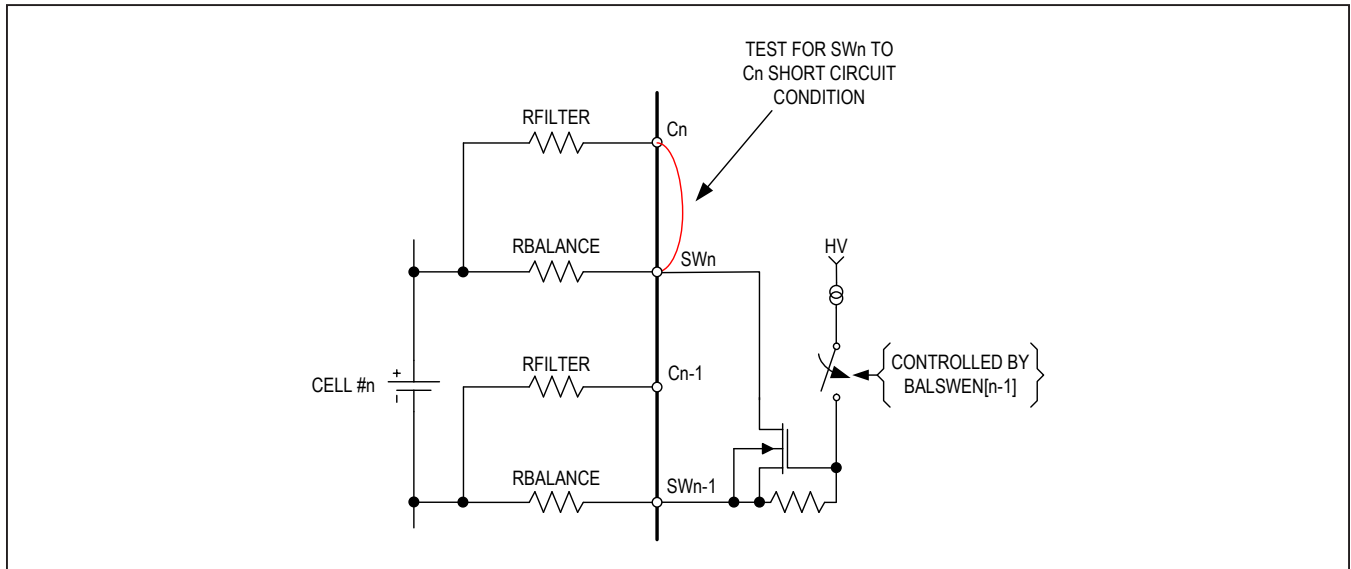 TEST FOR SWn TO
Cn SHORT CIRCUIT
CONDITION
RFILTER
Cn
RBALANCE
SWn
HV
RFILTER
Cn-1
CONTROLLED BY
BALSWEN[n-1]
CELL #n
+
-
RBALANCE
SWn-1